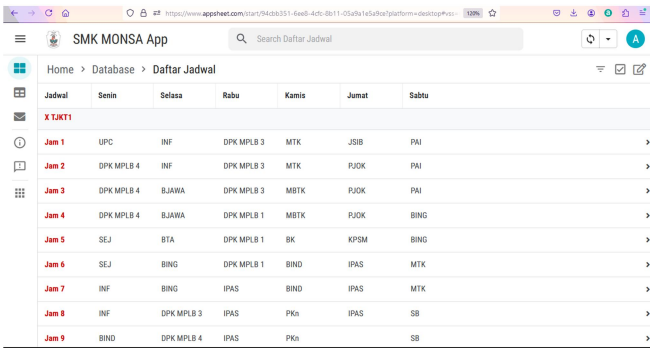 https://www.appsheet.com/start/94cbb351-6ee0-4cfc-8b11-05a9a1e5a9ce?platform=desktop#vss= 120%
SMK MONSA App Search Daftar Jadwal A
Home > Database > Daftar Jadwal
Jadwal Senin Selasa Rabu Kamis Jumat Sabtu
X TJKT1
Jam 1 UPC INF DPK MPLB 3 MTK JSIB PAI
Jam 2 DPK MPLB 4 INF DPK MPLB 3 MTK PJOK PAI
Jam 3 DPK MPLB 4 BJAWA DPK MPLB 3 MBTK PJOK PAI
Jam 4 DPK MPLB 4 BJAWA DPK MPLB 1 MBTK PJOK BING
Jam 5 SEJ BTA DPK MPLB 1 BK KPSM BING
Jam 6 SEJ BING DPK MPLB 1 BIND IPAS MTK
Jam 7 INF BING IPAS BIND IPAS MTK
Jam 8 INF DPK MPLB 3 IPAS PKn IPAS SB
Jam 9 BIND DPK MPLB 4 IPAS PKn SB